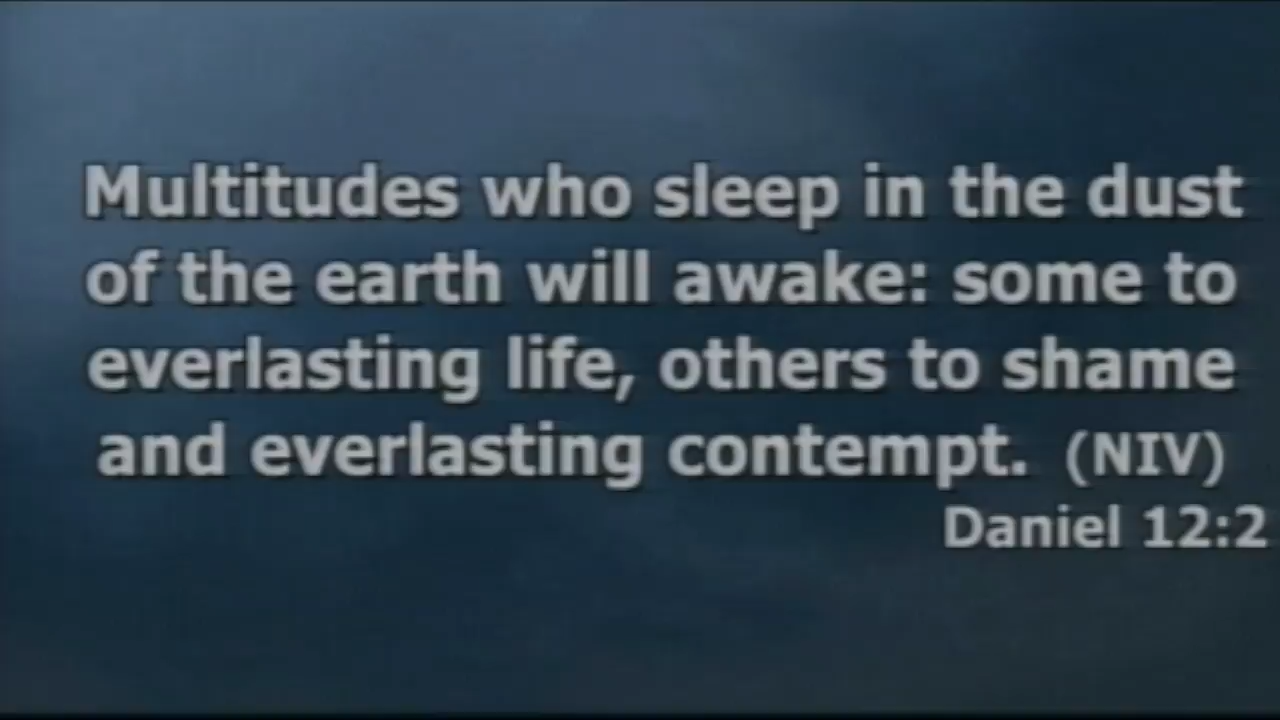 Multitudes who sleep in the dust
of the earth will awake: some to
everlasting life, others to shame
and everlasting contempt. (NIV)
Daniel 12:2